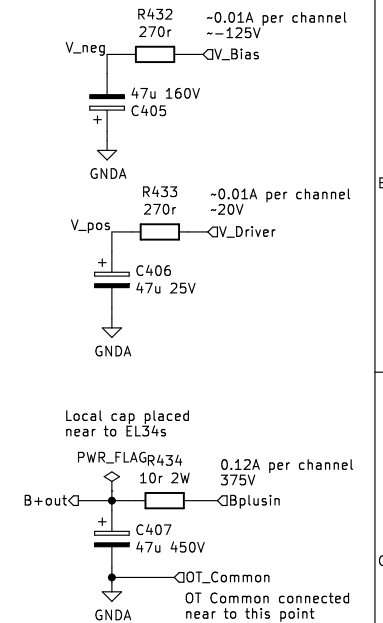 R432
270r
~0.01A per channel
~-125V
V_neg
V_Bias
47u 160V
C405
+
GNDA
R433
270r
~0.01A per channel
~20V
V_pos
V_Driver
+
C406
47u 25V
GNDA
Local cap placed
near to EL34s
PWR_FLAG
R434
10r 2W
0.12A per channel
375V
B+out
Bplusin
+
C407
47u 450V
OT_Common
GNDA
OT Common connected
near to this point